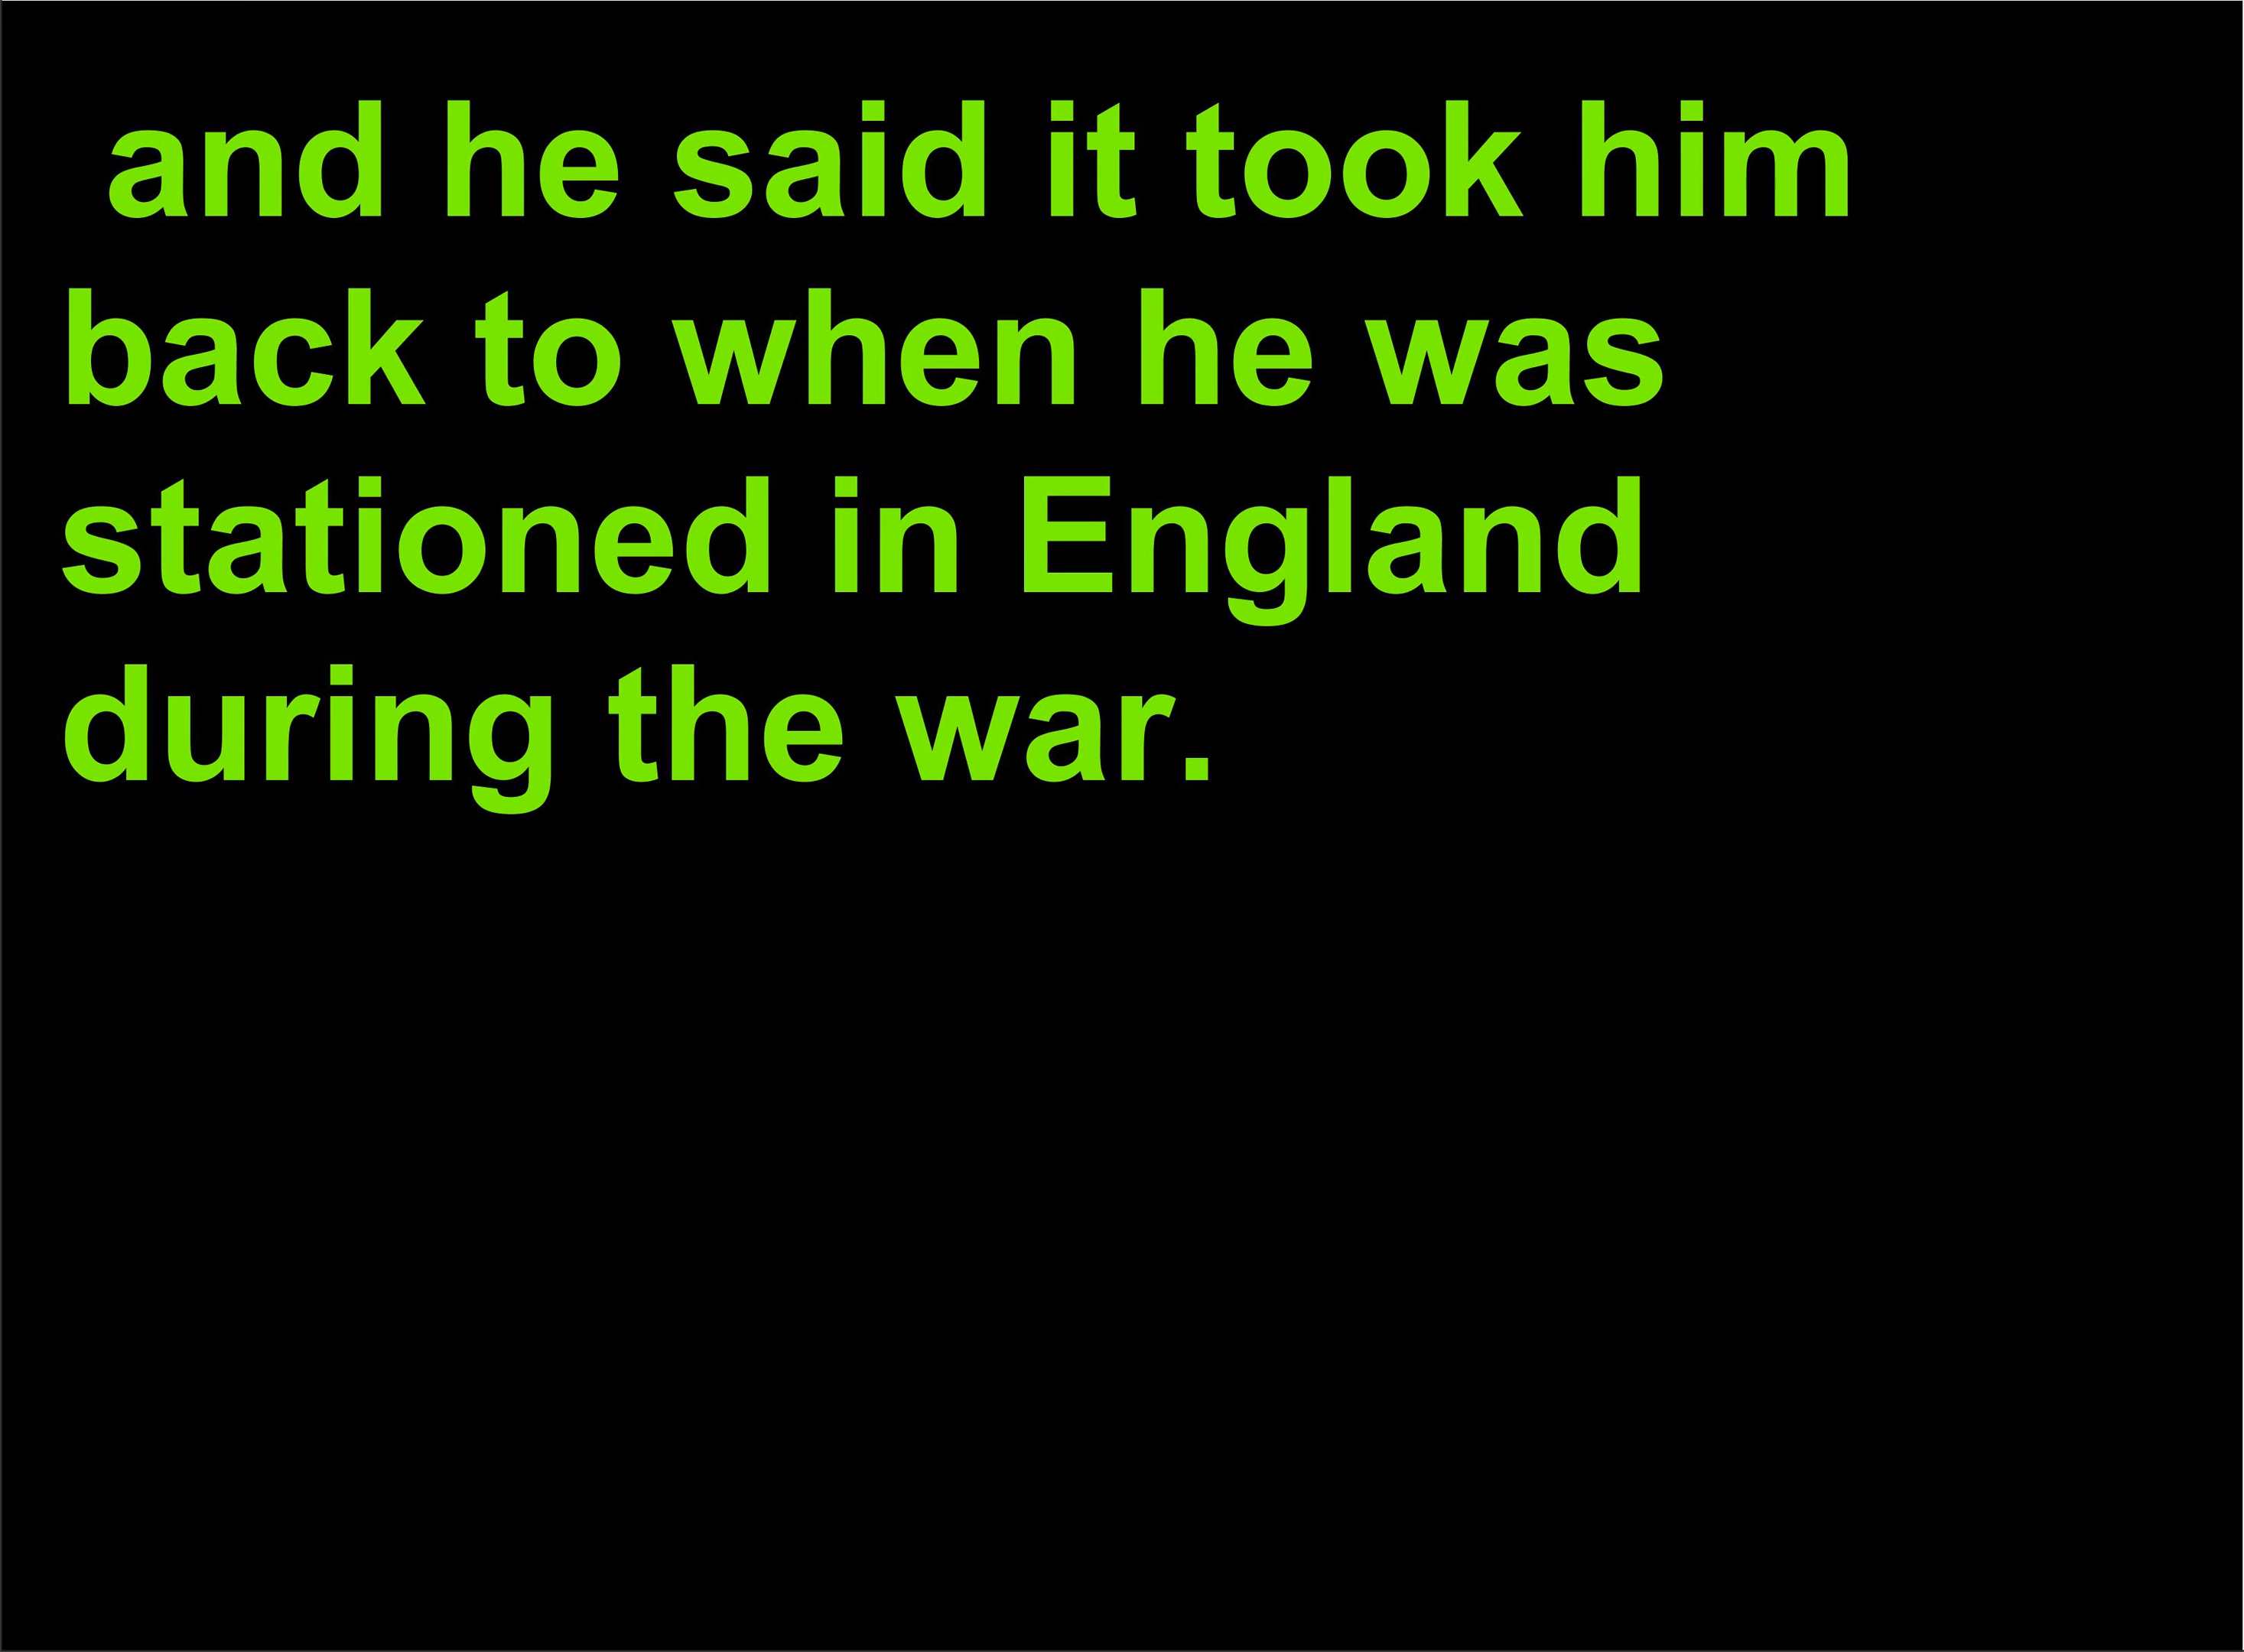 and he said it took him
back to when he was
stationed in England
during the war.